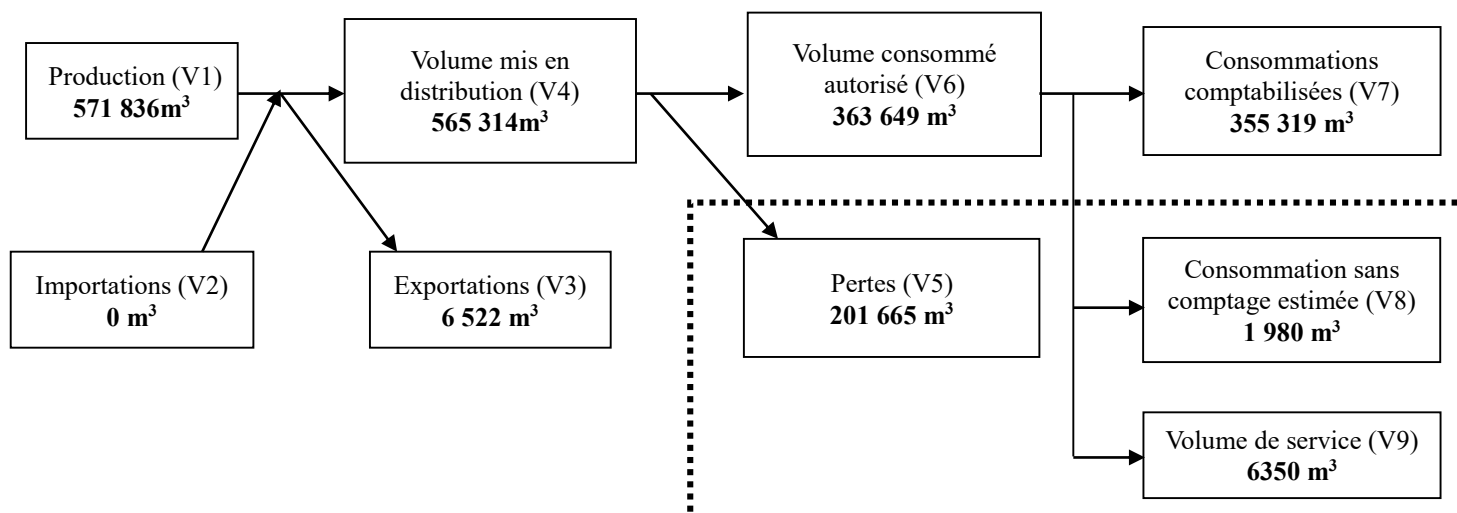 Production (V1)
571 836m³
Volume mis en
distribution (V4)
565 314m³
Volume consommé
autorisé (V6)
363 649 m³
Consommations
comptabilisées (V7)
355 319 m³
Importations (V2)
0 m³
Exportations (V3)
6 522 m³
Pertes (V5)
201 665 m³
Consommation sans
comptage estimée (V8)
1 980 m³
Volume de service (V9)
6350 m³